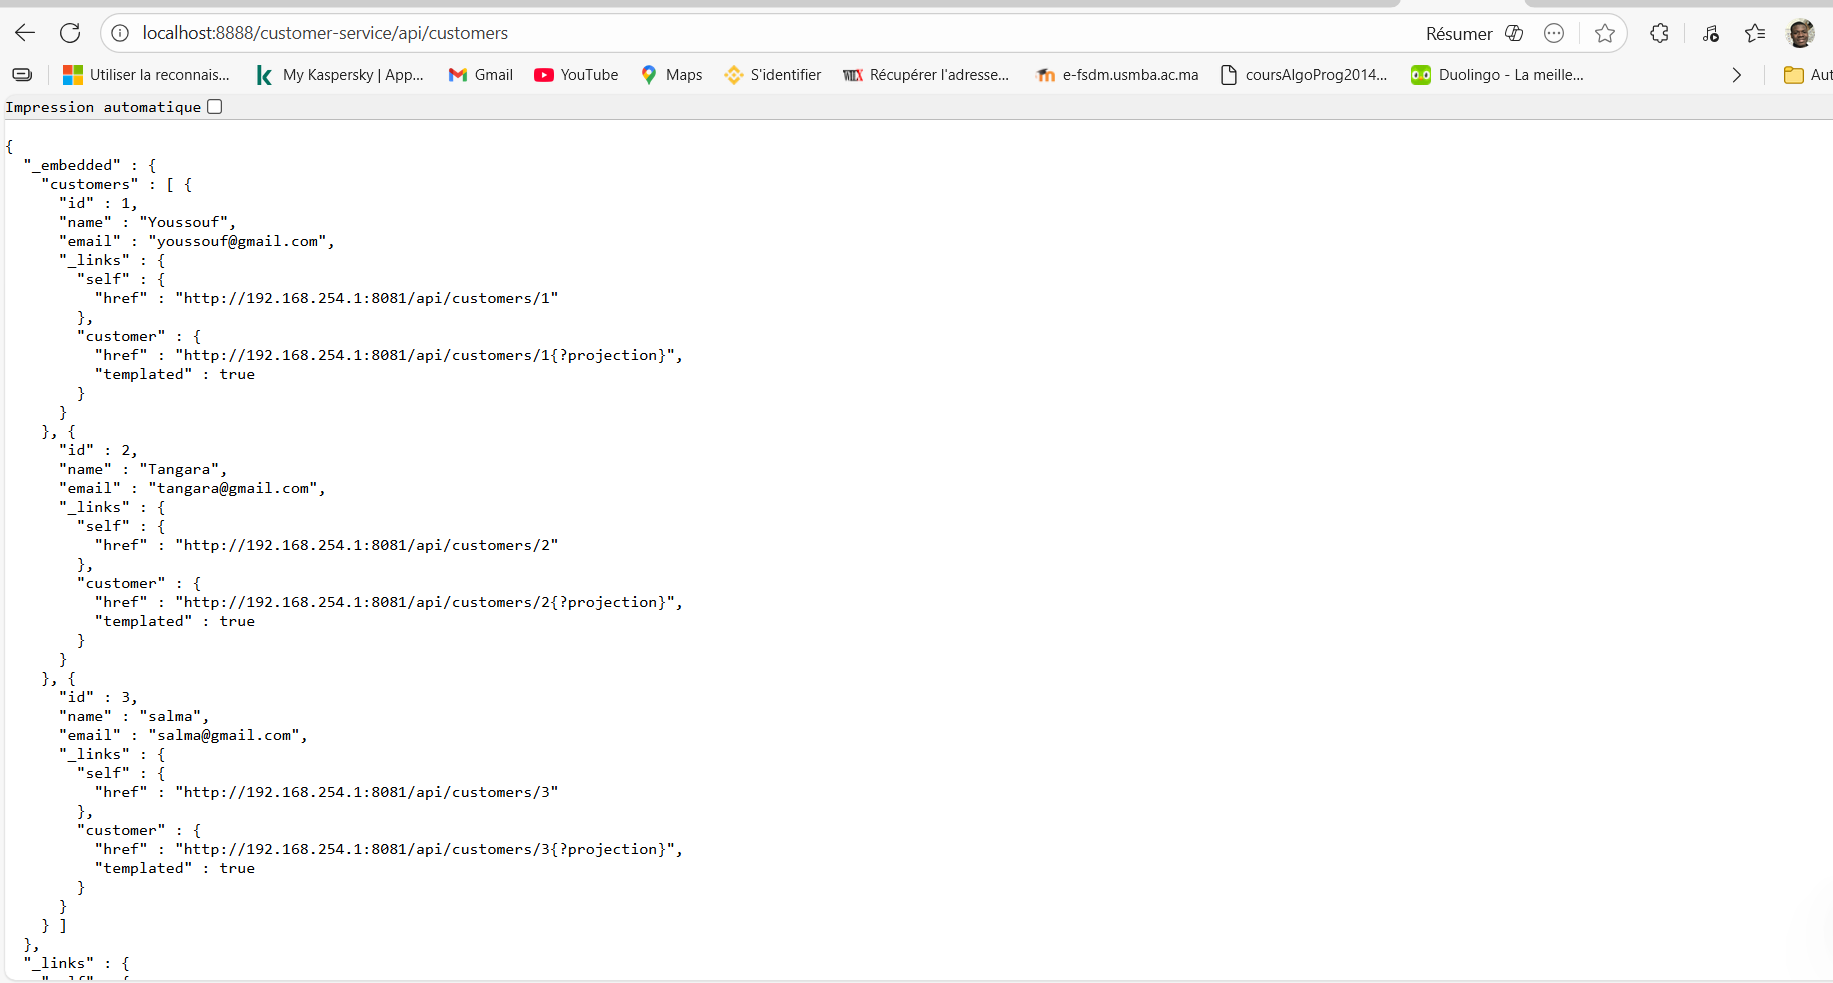 localhost:8888/customer-service/api/customers
Résumer
Utiliser la reconnais...
My Kaspersky | App...
Gmail
YouTube
Maps
S'identifier
Récupérer l'adresse...
e-fsdm.usmba.ac.ma
coursAlgoProg2014...
Duolingo - La meille...
Aut
Impression automatique
{
  "_embedded" : {
    "customers" : [ {
      "id" : 1,
      "name" : "Youssouf",
      "email" : "youssouf@gmail.com",
      "_links" : {
        "self" : {
          "href" : "http://192.168.254.1:8081/api/customers/1"
        },
        "customer" : {
          "href" : "http://192.168.254.1:8081/api/customers/1{?projection}",
          "templated" : true
        }
      }
    }, {
      "id" : 2,
      "name" : "Tangara",
      "email" : "tangara@gmail.com",
      "_links" : {
        "self" : {
          "href" : "http://192.168.254.1:8081/api/customers/2"
        },
        "customer" : {
          "href" : "http://192.168.254.1:8081/api/customers/2{?projection}",
          "templated" : true
        }
      }
    }, {
      "id" : 3,
      "name" : "salma",
      "email" : "salma@gmail.com",
      "_links" : {
        "self" : {
          "href" : "http://192.168.254.1:8081/api/customers/3"
        },
        "customer" : {
          "href" : "http://192.168.254.1:8081/api/customers/3{?projection}",
          "templated" : true
        }
      }
    } ]
  },
  "_links" : {